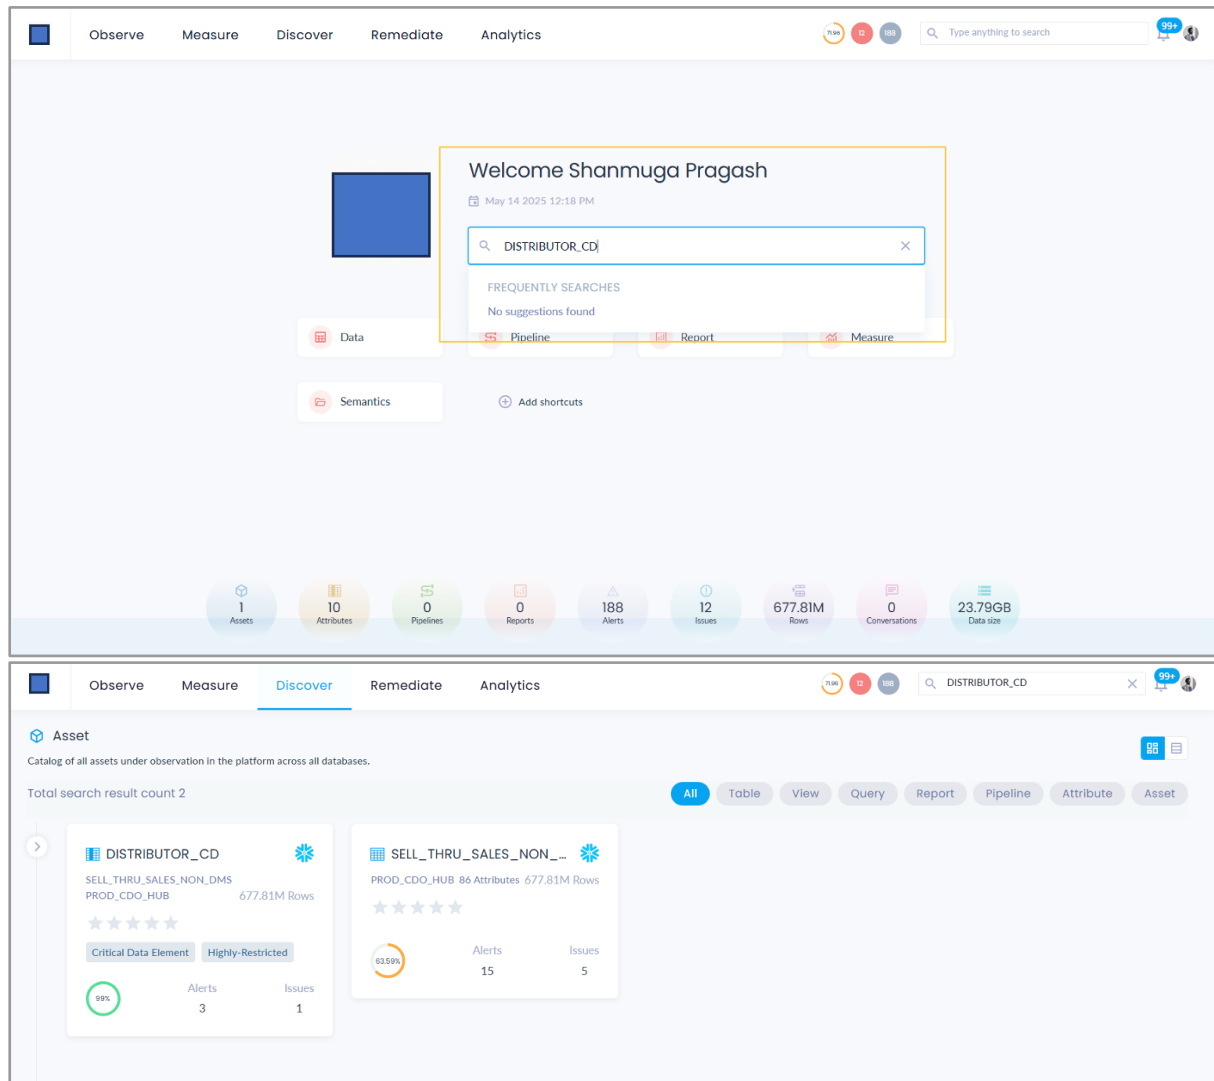 Observe Measure Discover Remediate Analytics 71.96 12 188 Type anything to search 99+
Welcome Shanmuga Pragash
May 14 2025 12:18 PM
DISTRIBUTOR_CD
FREQUENTLY SEARCHES
No suggestions found
Data Pipeline Report Measure
Semantics Add shortcuts
1 10 0 0 188 12 677.81M 0 23.79GB
Assets Attributes Pipelines Reports Alerts Issues Rows Conversations Data size
Observe Measure Discover Remediate Analytics 71.96 12 188 DISTRIBUTOR_CD 99+
Asset
Catalog of all assets under observation in the platform across all databases.
Total search result count 2 All Table View Query Report Pipeline Attribute Asset
DISTRIBUTOR_CD
SELL_THRU_SALES_NON_DMS
PROD_CDO_HUB 677.81M Rows
Critical Data Element Highly-Restricted
Alerts Issues
99% 3 1
SELL_THRU_SALES_NON_...
PROD_CDO_HUB 86 Attributes 677.81M Rows
Alerts Issues
63.59% 15 5